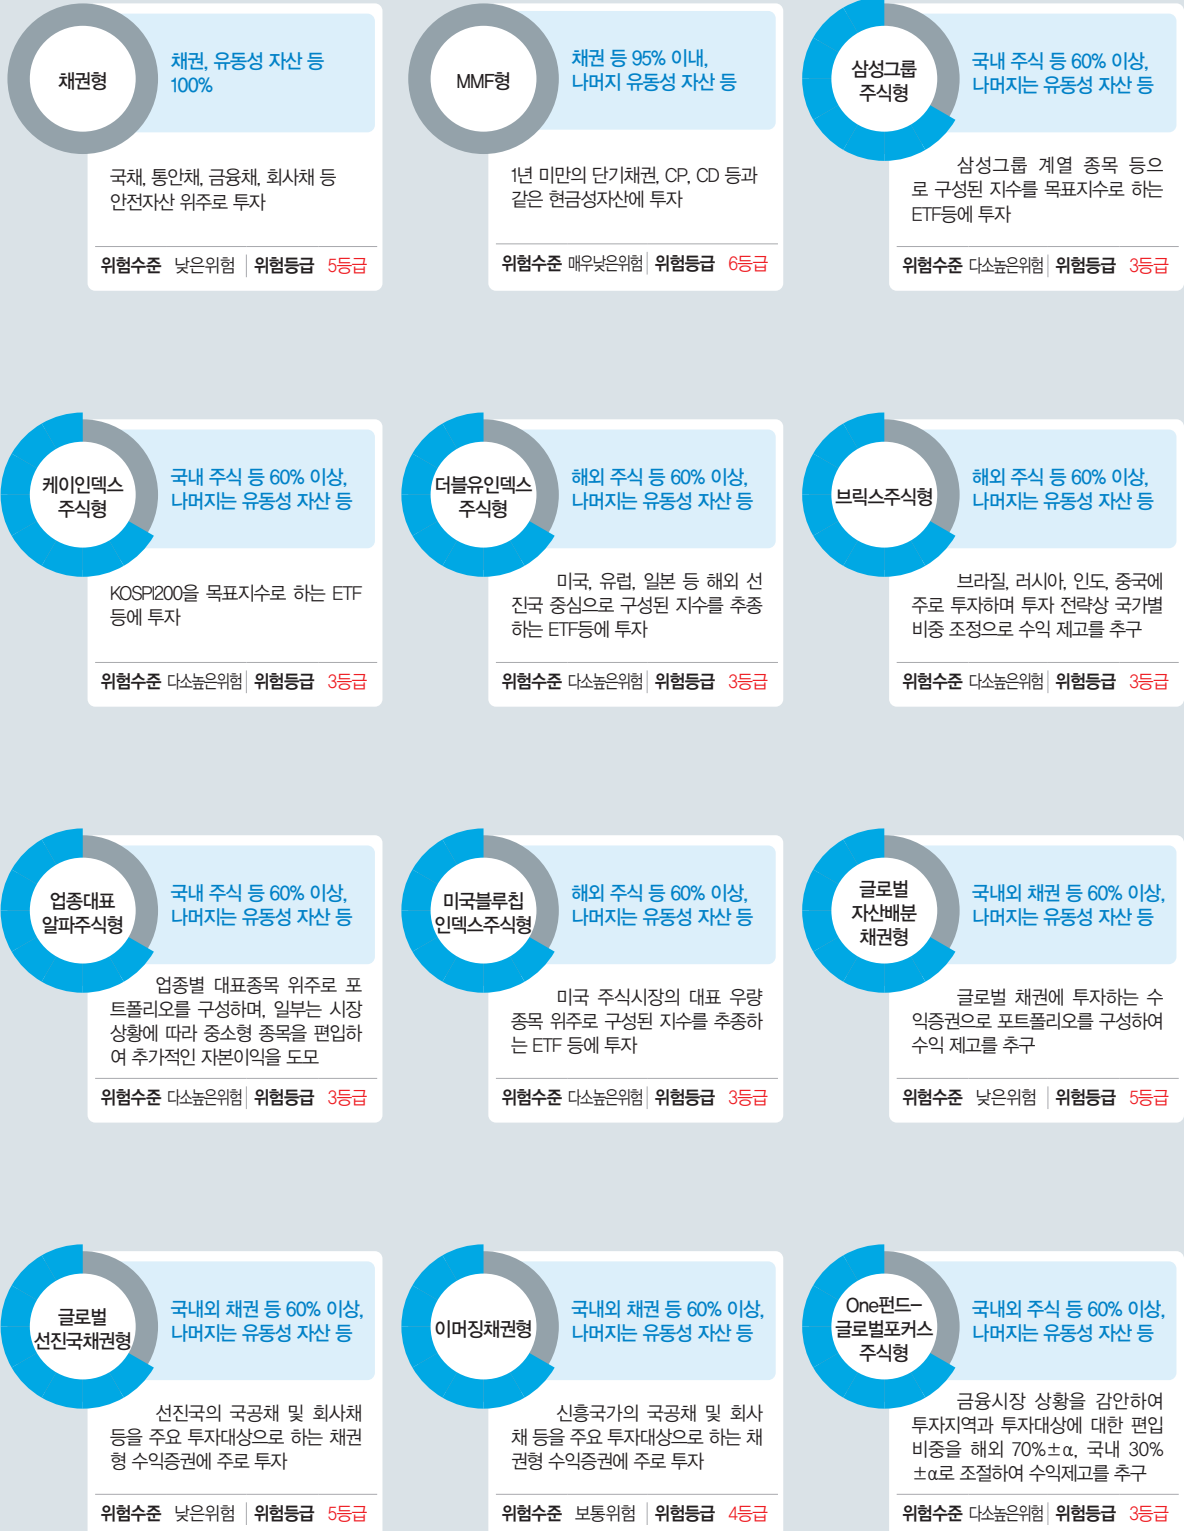 채권형
채권, 유동성 자산 등
100%
국채, 통안채, 금융채, 회사채 등
안전자산 위주로 투자
위험수준 낮은위험 위험등급 5등급
MMF형
채권 등 95% 이내,
나머지 유동성 자산 등
1년 미만의 단기채권, CP, CD 등과
같은 현금성자산에 투자
위험수준 매우낮은위험 위험등급 6등급
삼성그룹
주식형
국내 주식 등 60% 이상,
나머지는 유동성 자산 등
삼성그룹 계열 종목 등으
로 구성된 지수를 목표지수로 하는
ETF등에 투자
위험수준 다소높은위험 위험등급 3등급
케이인덱스
주식형
국내 주식 등 60% 이상,
나머지는 유동성 자산 등
KOSPI200을 목표지수로 하는 ETF
등에 투자
위험수준 다소높은위험 위험등급 3등급
더블유인덱스
주식형
해외 주식 등 60% 이상,
나머지는 유동성 자산 등
미국, 유럽, 일본 등 해외 선
진국 중심으로 구성된 지수를 추종
하는 ETF등에 투자
위험수준 다소높은위험 위험등급 3등급
브릭스주식형
해외 주식 등 60% 이상,
나머지는 유동성 자산 등
브라질, 러시아, 인도, 중국에
주로 투자하며 투자 전략상 국가별
비중 조정으로 수익 제고를 추구
위험수준 다소높은위험 위험등급 3등급
업종대표
알파주식형
국내 주식 등 60% 이상,
나머지는 유동성 자산 등
업종별 대표종목 위주로 포
트폴리오를 구성하며, 일부는 시장
상황에 따라 중소형 종목을 편입하
여 추가적인 자본이익을 도모
위험수준 다소높은위험 위험등급 3등급
미국블루칩
인덱스주식형
해외 주식 등 60% 이상,
나머지는 유동성 자산 등
미국 주식시장의 대표 우량
종목 위주로 구성된 지수를 추종하
는 ETF 등에 투자
위험수준 다소높은위험 위험등급 3등급
글로벌
자산배분
채권형
국내외 채권 등 60% 이상,
나머지는 유동성 자산 등
글로벌 채권에 투자하는 수
익증권으로 포트폴리오를 구성하여
수익 제고를 추구
위험수준 낮은위험 위험등급 5등급
글로벌
선진국채권형
국내외 채권 등 60% 이상,
나머지는 유동성 자산 등
선진국의 국공채 및 회사채
등을 주요 투자대상으로 하는 채권
형 수익증권에 주로 투자
위험수준 낮은위험 위험등급 5등급
이머징채권형
국내외 채권 등 60% 이상,
나머지는 유동성 자산 등
신흥국가의 국공채 및 회사
채 등을 주요 투자대상으로 하는 채
권형 수익증권에 주로 투자
위험수준 보통위험 위험등급 4등급
One펀드-
글로벌포커스
주식형
국내외 주식 등 60% 이상,
나머지는 유동성 자산 등
금융시장 상황을 감안하여
투자지역과 투자대상에 대한 편입
비중을 해외 70%±α, 국내 30%
±α로 조절하여 수익제고를 추구
위험수준 다소높은위험 위험등급 3등급